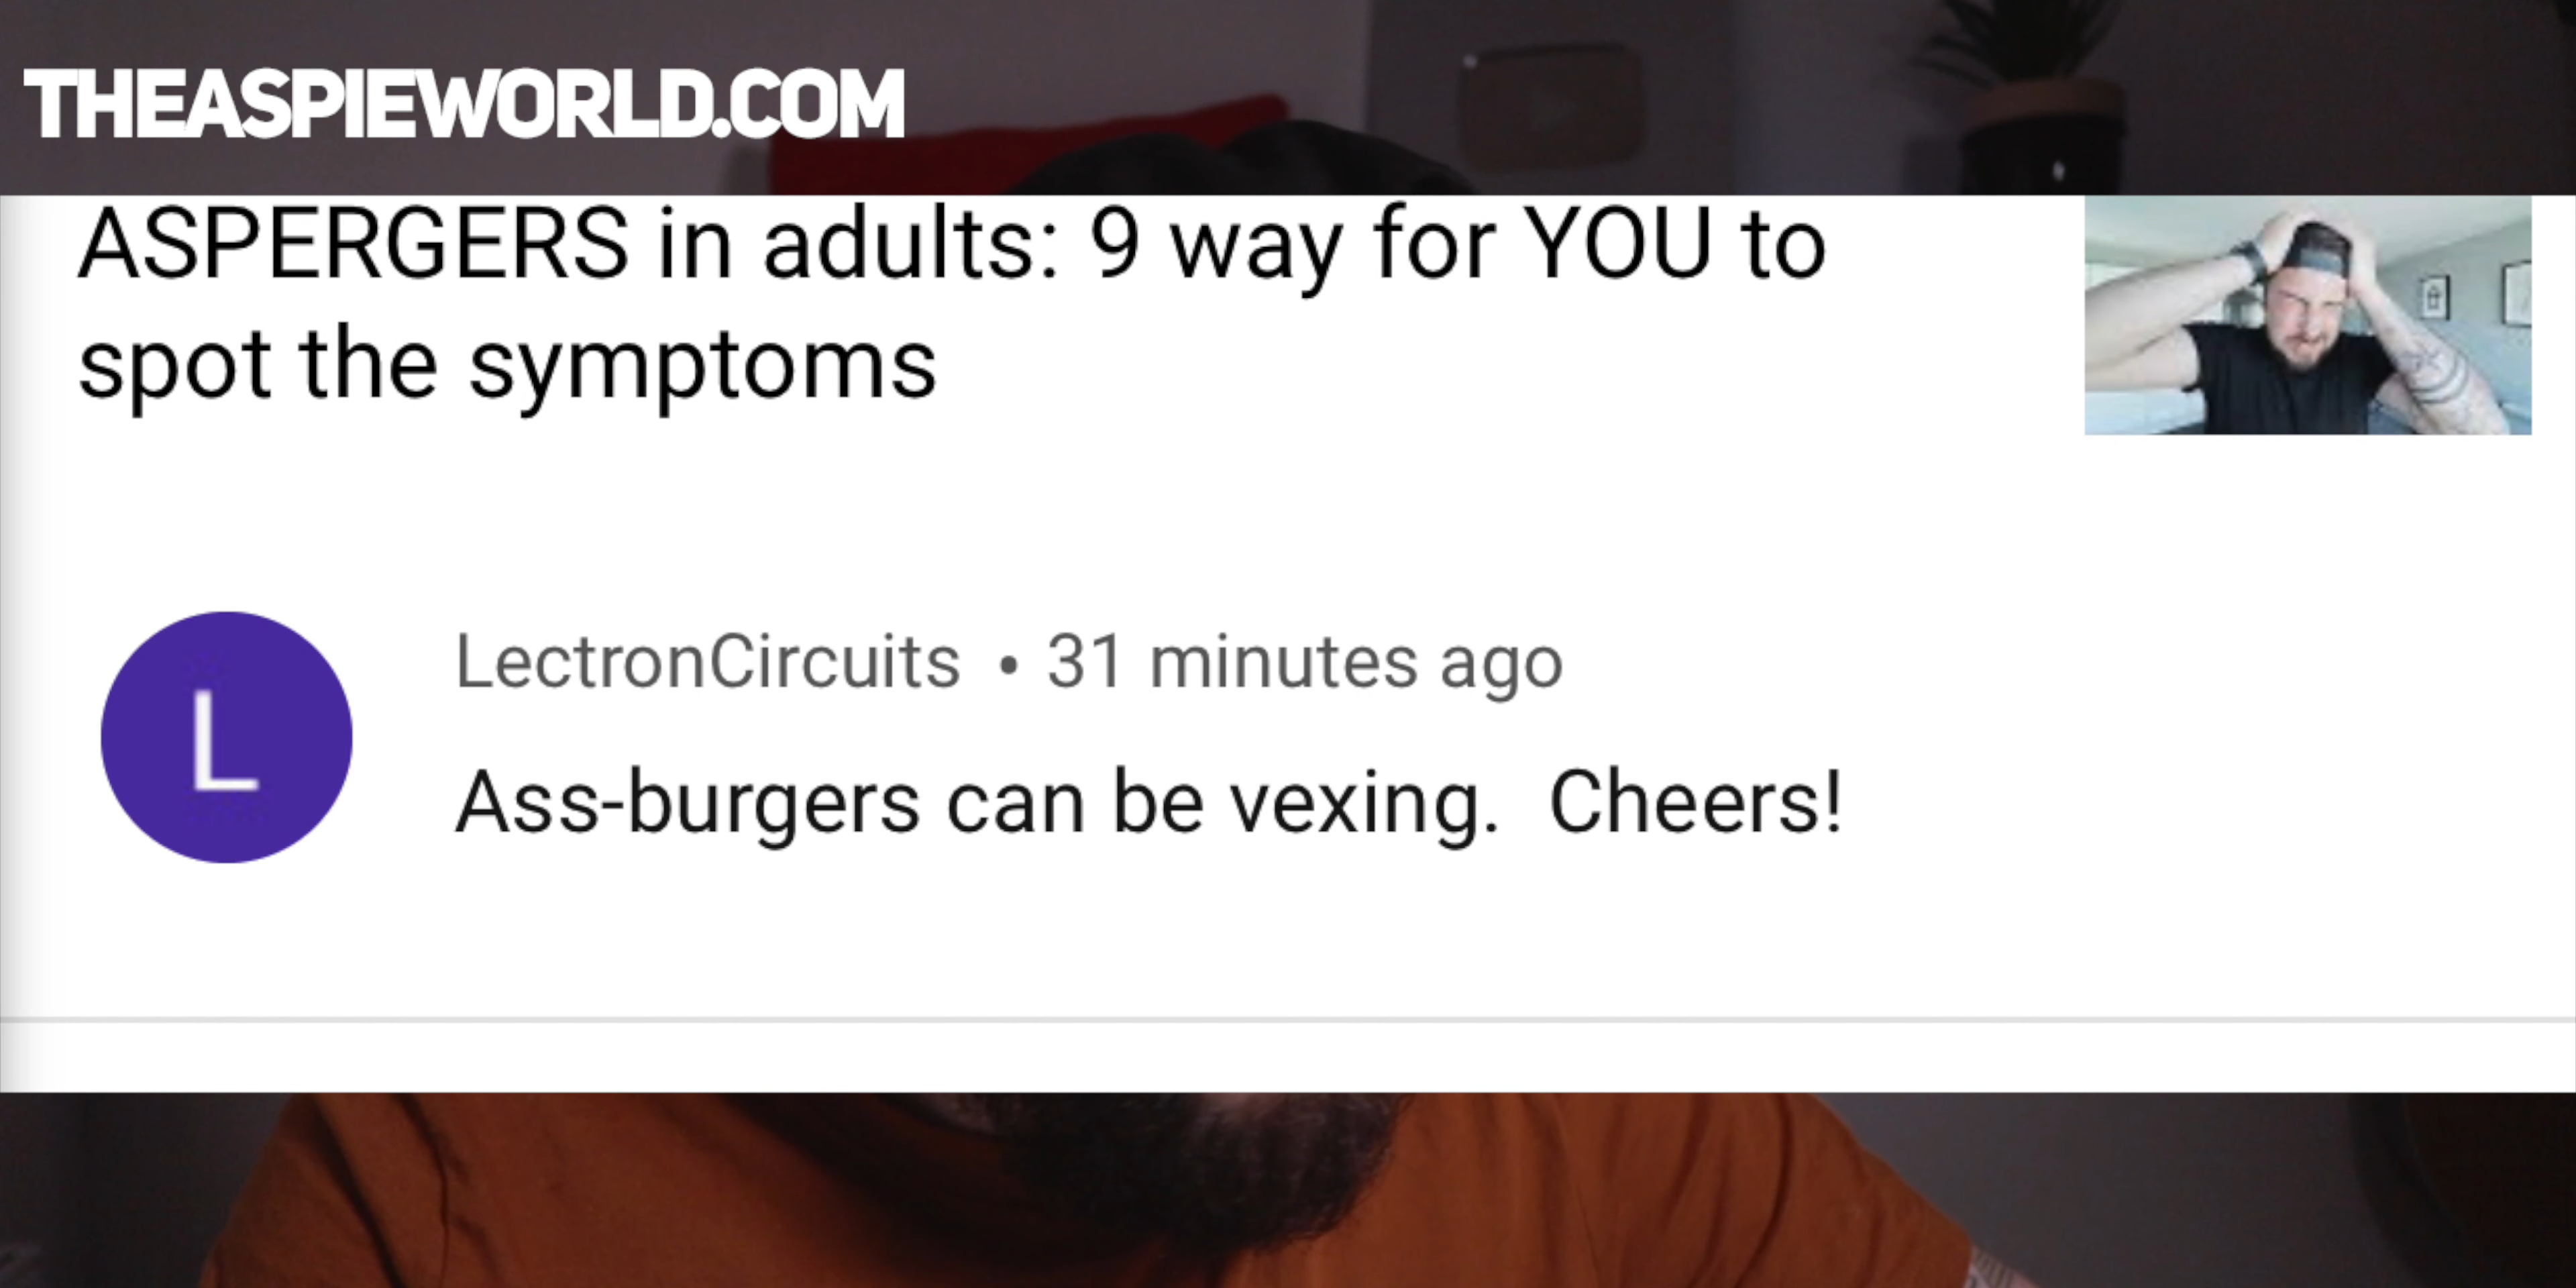 THEASPIEWORLD.COM
ASPERGERS in adults: 9 way for YOU to
spot the symptoms
L
LectronCircuits • 31 minutes ago
Ass-burgers can be vexing.  Cheers!